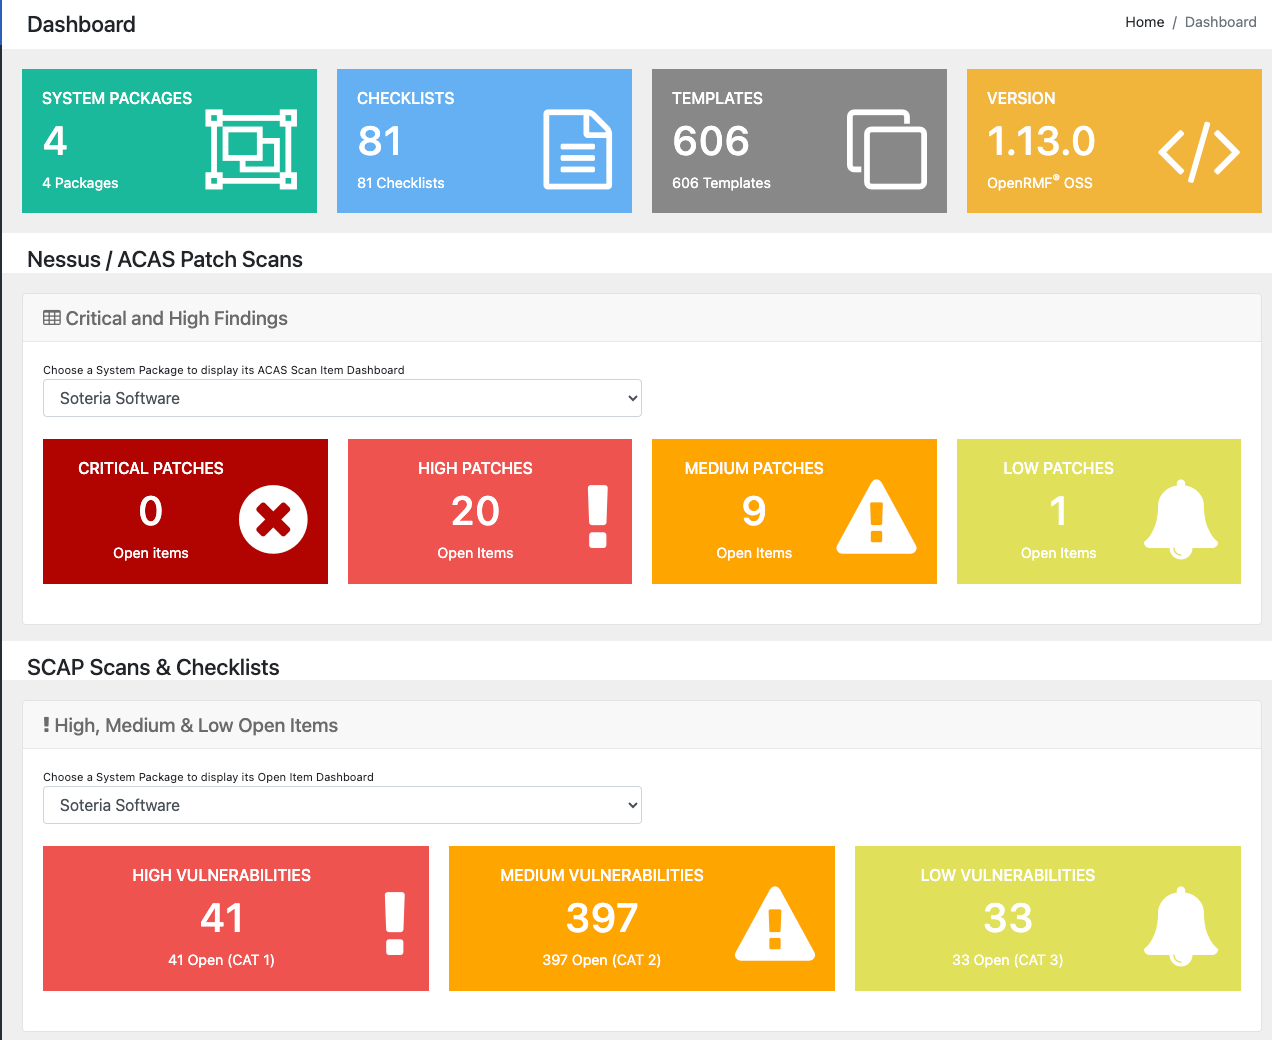 Dashboard
Home / Dashboard
SYSTEM PACKAGES
4
4 Packages
CHECKLISTS
81
81 Checklists
TEMPLATES
606
606 Templates
VERSION
1.13.0
OpenRMF® OSS
Nessus / ACAS Patch Scans
Critical and High Findings
Choose a System Package to display its ACAS Scan Item Dashboard
Soteria Software
CRITICAL PATCHES
0
Open items
HIGH PATCHES
20
Open Items
MEDIUM PATCHES
9
Open Items
LOW PATCHES
1
Open Items
SCAP Scans & Checklists
High, Medium & Low Open Items
Choose a System Package to display its Open Item Dashboard
Soteria Software
HIGH VULNERABILITIES
41
41 Open (CAT 1)
MEDIUM VULNERABILITIES
397
397 Open (CAT 2)
LOW VULNERABILITIES
33
33 Open (CAT 3)